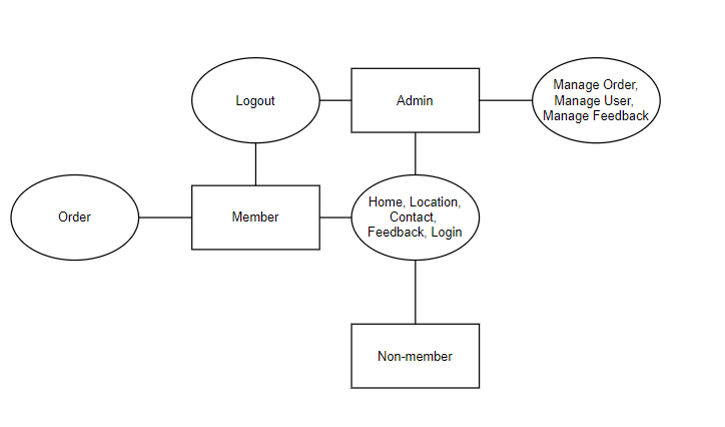 Logout
Admin
Manage Order,
Manage User,
Manage Feedback
Order
Member
Home, Location,
Contact,
Feedback, Login
Non-member